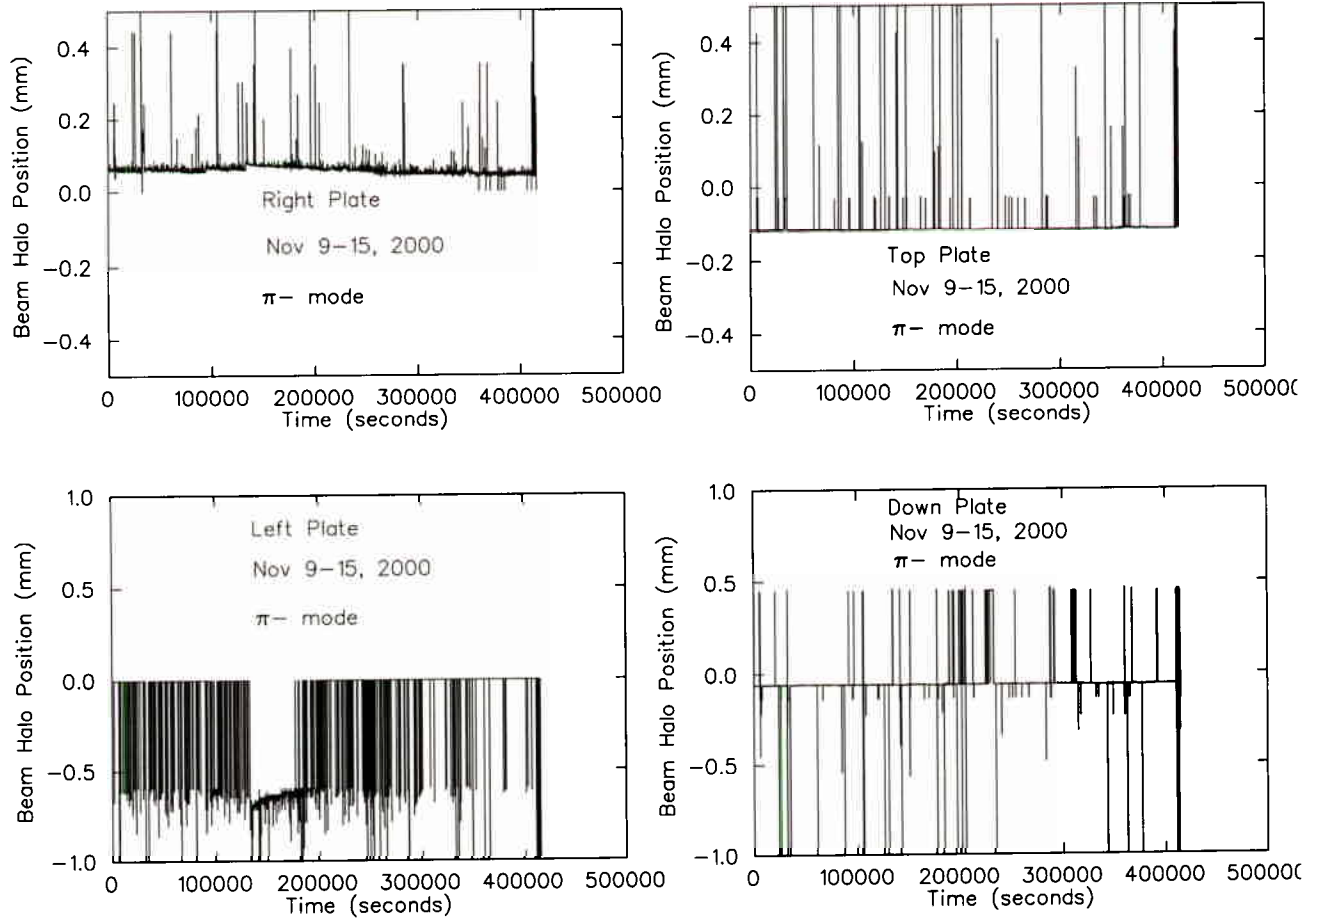 Beam Halo Position (mm)
0.4
0.2
0.0
−0.2
−0.4
Right Plate
Nov 9−15, 2000
π− mode
0 100000 200000 300000 400000 500000
Time (seconds)
Beam Halo Position (mm)
0.4
0.2
0.0
−0.2
−0.4
Top Plate
Nov 9−15, 2000
π− mode
0 100000 200000 300000 400000 500000
Time (seconds)
Beam Halo Position (mm)
1.0
0.5
0.0
−0.5
−1.0
Left Plate
Nov 9−15, 2000
π− mode
0 100000 200000 300000 400000 500000
Time (seconds)
Beam Halo Position (mm)
1.0
0.5
0.0
−0.5
−1.0
Down Plate
Nov 9−15, 2000
π− mode
0 100000 200000 300000 400000 500000
Time (seconds)